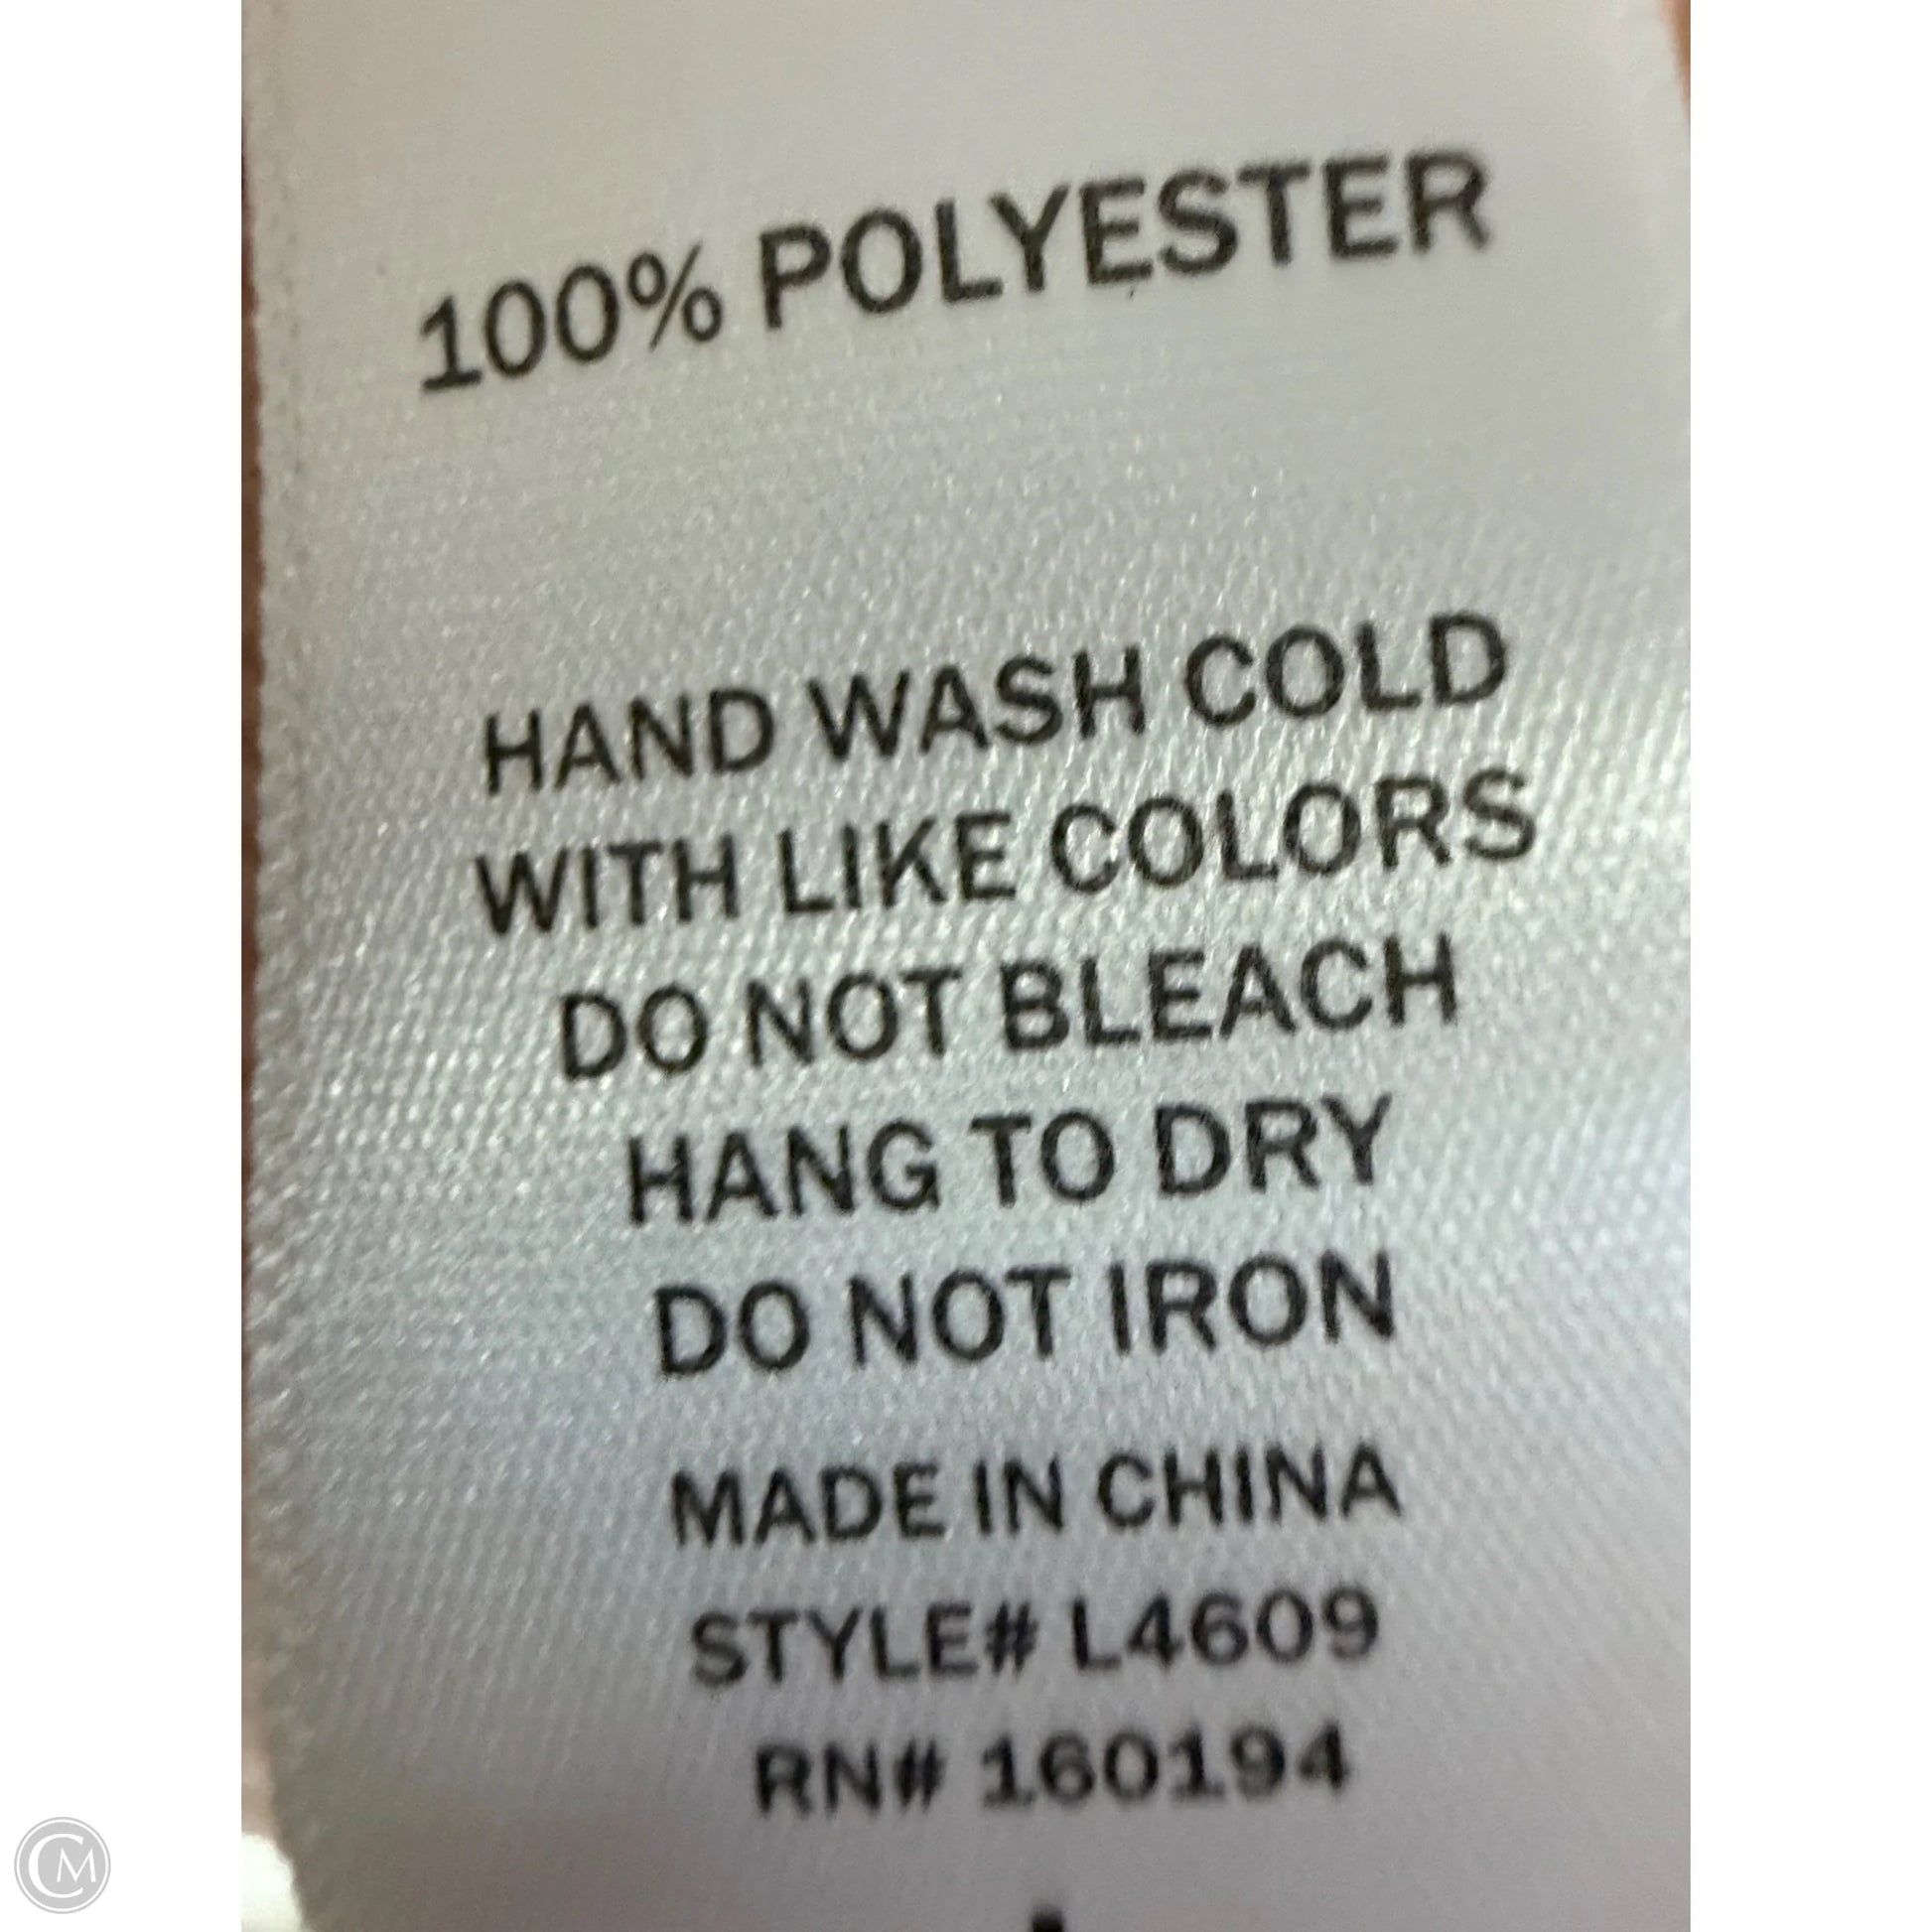 100% POLYESTER
HAND WASH COLD
WITH LIKE COLORS
DO NOT BLEACH
HANG TO DRY
DO NOT IRON
MADE IN CHINA
STYLE# L4609
RN# 160194
CM